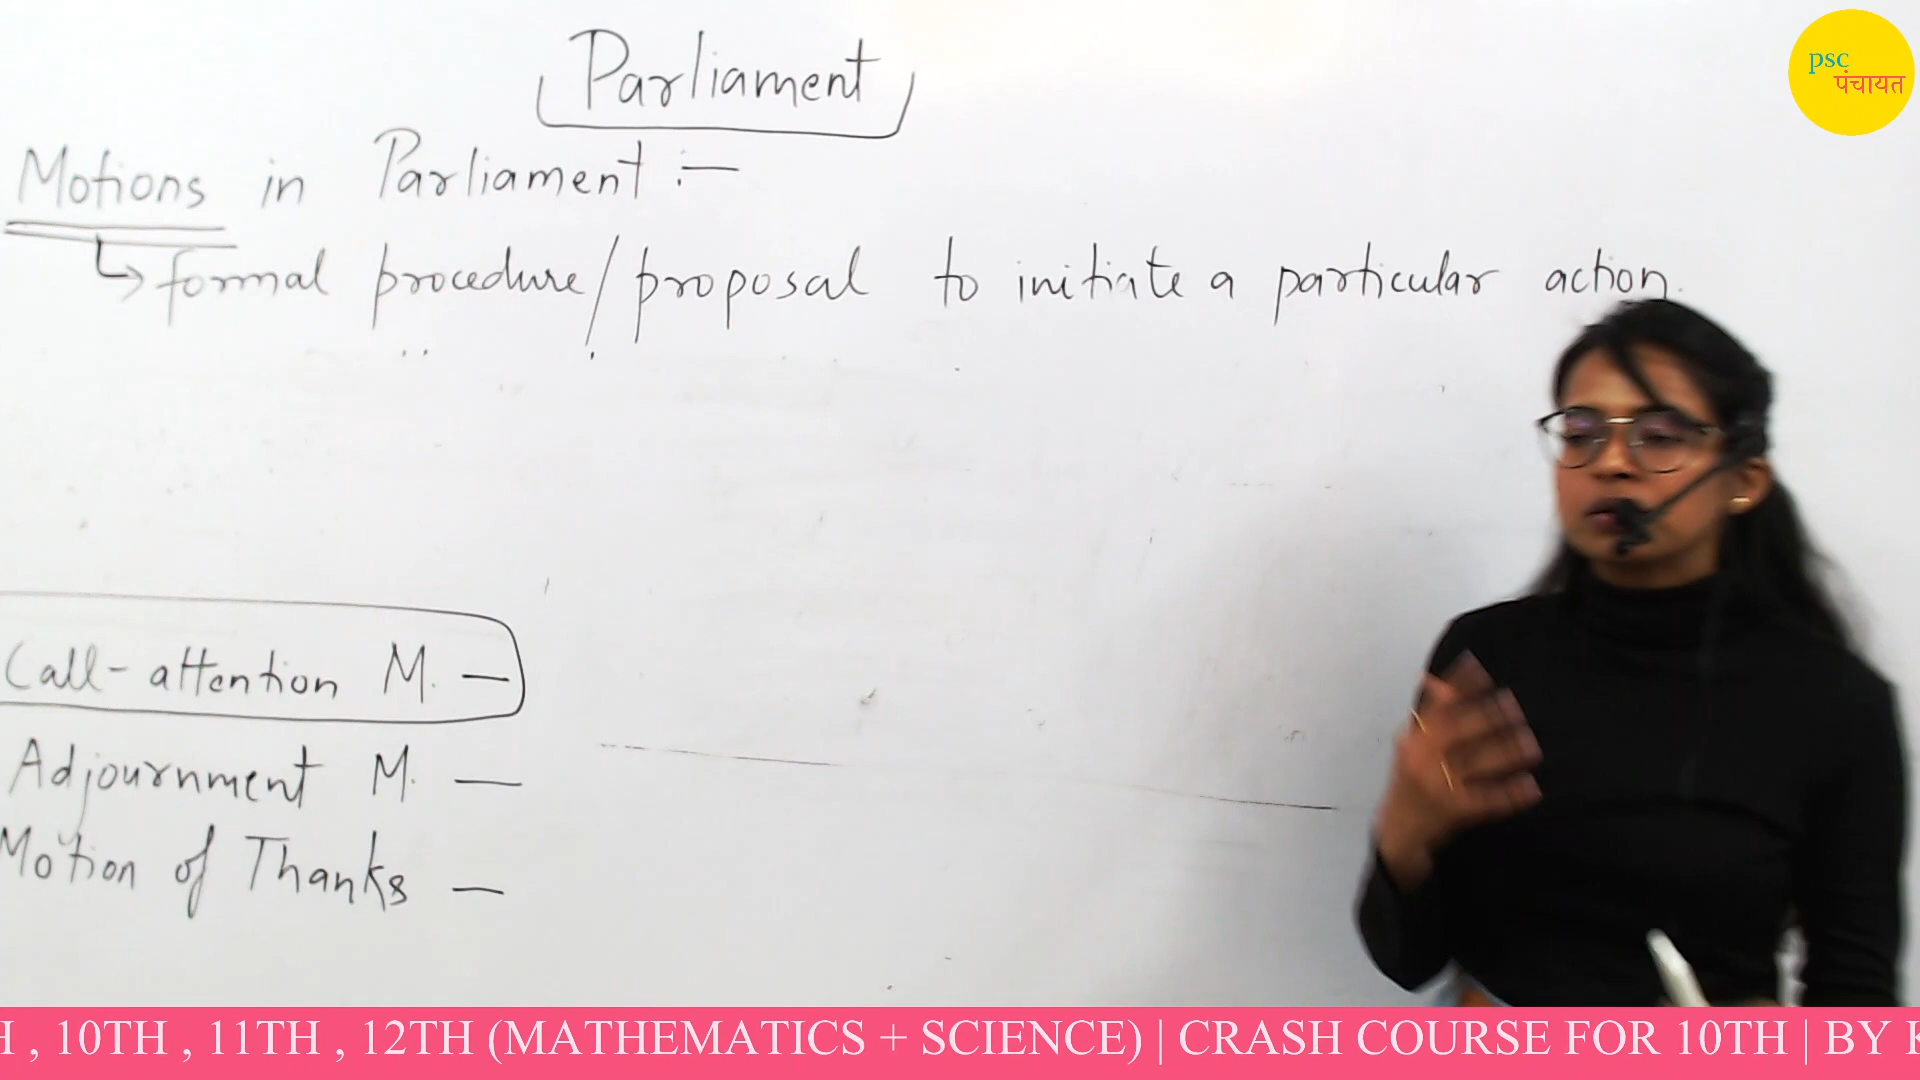 Parliament
psc
पंचायत
Motions in Parliament :-
↳ formal procedure/proposal to initiate a particular action.
Call-attention M. —
Adjournment M. —
Motion of Thanks —
H , 10TH , 11TH , 12TH (MATHEMATICS + SCIENCE) | CRASH COURSE FOR 10TH | BY K